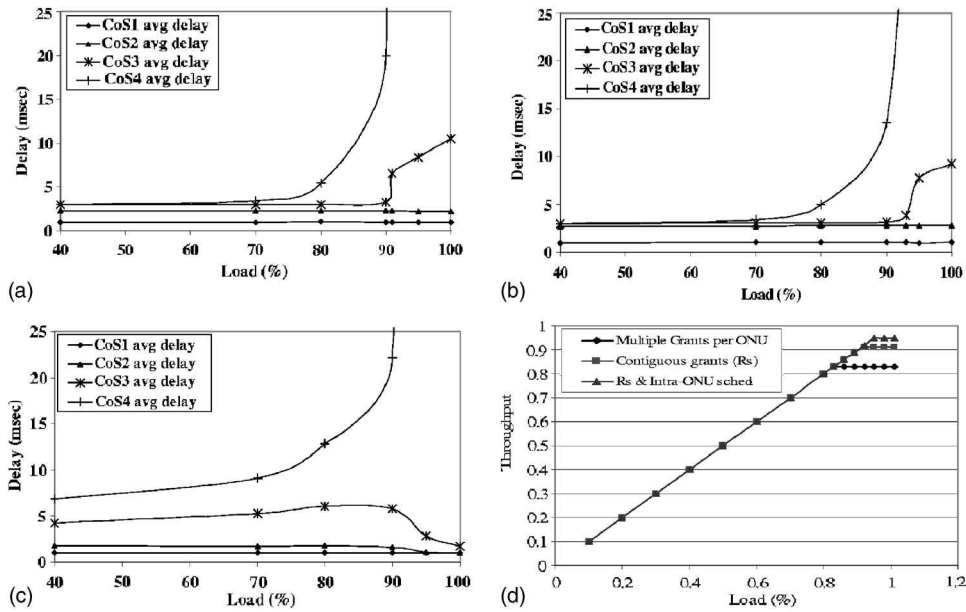 25
20
15
10
5
0
Delay (msec)
CoS1 avg delay
CoS2 avg delay
CoS3 avg delay
CoS4 avg delay
40 50 60 70 80 90 100
Load (%)
(a)
25
20
15
10
5
0
Delay (msec)
CoS1 avg delay
CoS2 avg delay
CoS3 avg delay
CoS4 avg delay
40 50 60 70 80 90 100
Load (%)
(b)
25
20
15
10
5
0
Delay (msec)
CoS1 avg delay
CoS2 avg delay
CoS3 avg delay
CoS4 avg delay
40 50 60 70 80 90 100
Load (%)
(c)
1
0.9
0.8
0.7
0.6
0.5
0.4
0.3
0.2
0.1
Throughput
Multiple Grants per ONU
Contiguous grants (Rs)
Rs & Intra-ONU sched
0 0.2 0.4 0.6 0.8 1 1.2
Load (%)
(d)